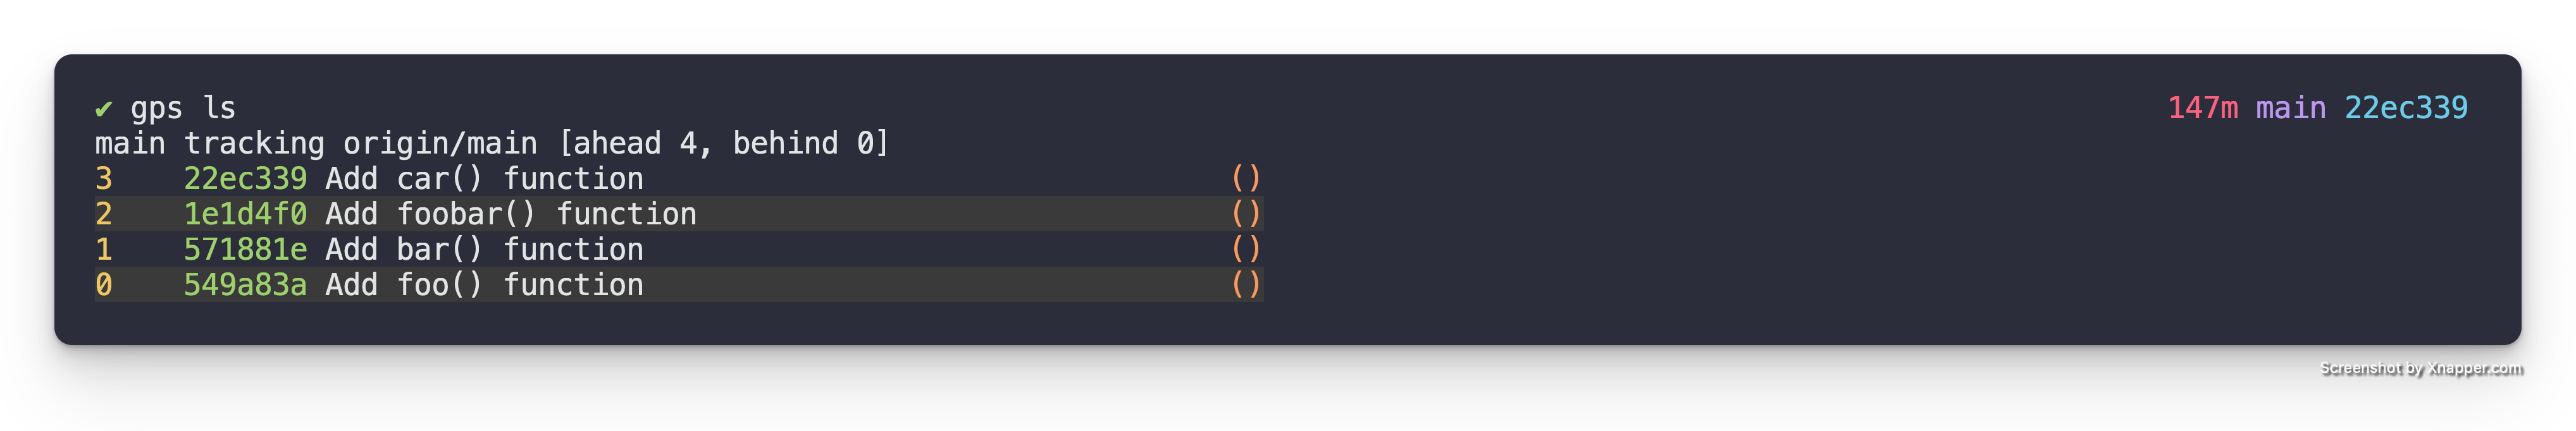 ✔ gps ls 147m main 22ec339
main tracking origin/main [ahead 4, behind 0]
3 22ec339 Add car() function ()
2 1e1d4f0 Add foobar() function ()
1 571881e Add bar() function ()
0 549a83a Add foo() function ()
Screenshot by Xnapper.com